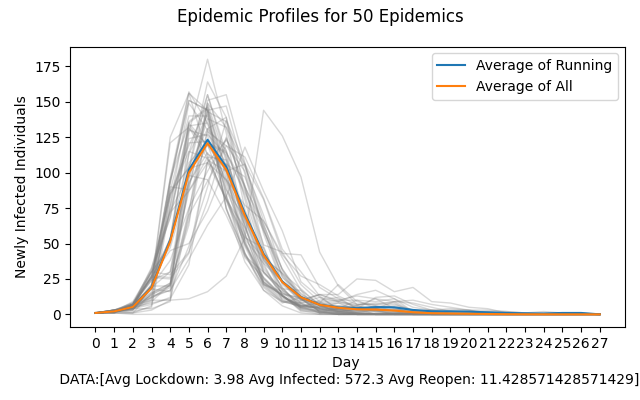 Epidemic Profiles for 50 Epidemics
Average of Running
Average of All
Newly Infected Individuals
175
150
125
100
75
50
25
0
0 1 2 3 4 5 6 7 8 9 10 11 12 13 14 15 16 17 18 19 20 21 22 23 24 25 26 27
Day
DATA:[Avg Lockdown: 3.98 Avg Infected: 572.3 Avg Reopen: 11.428571428571429]